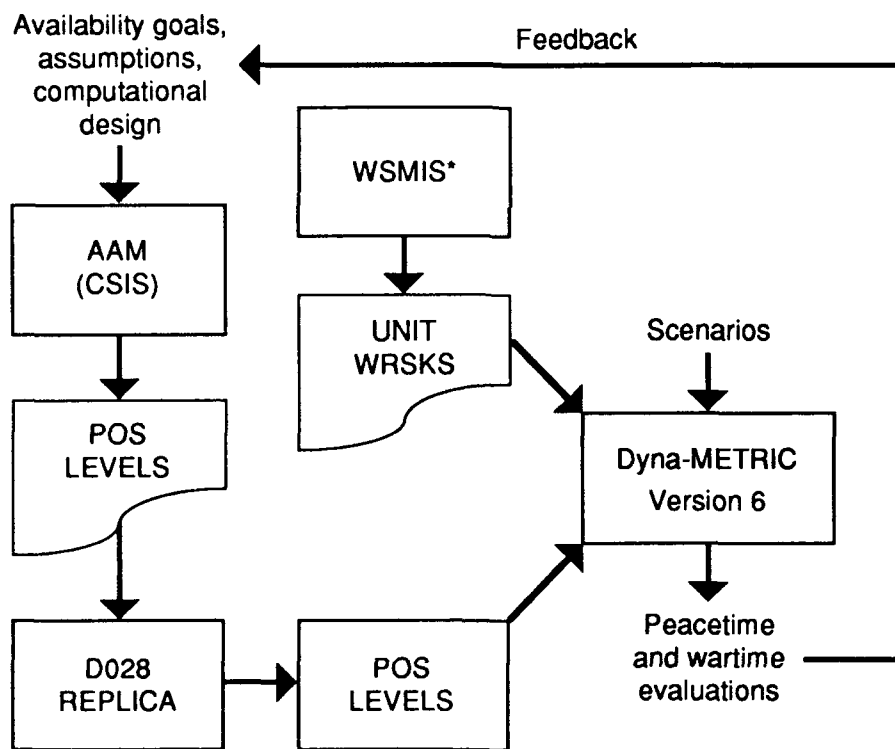 Availability goals,
assumptions,
computational
design
Feedback
WSMIS*
AAM
(CSIS)
UNIT
WRSKS
Scenarios
POS
LEVELS
Dyna-METRIC
Version 6
D028
REPLICA
POS
LEVELS
Peacetime
and wartime
evaluations